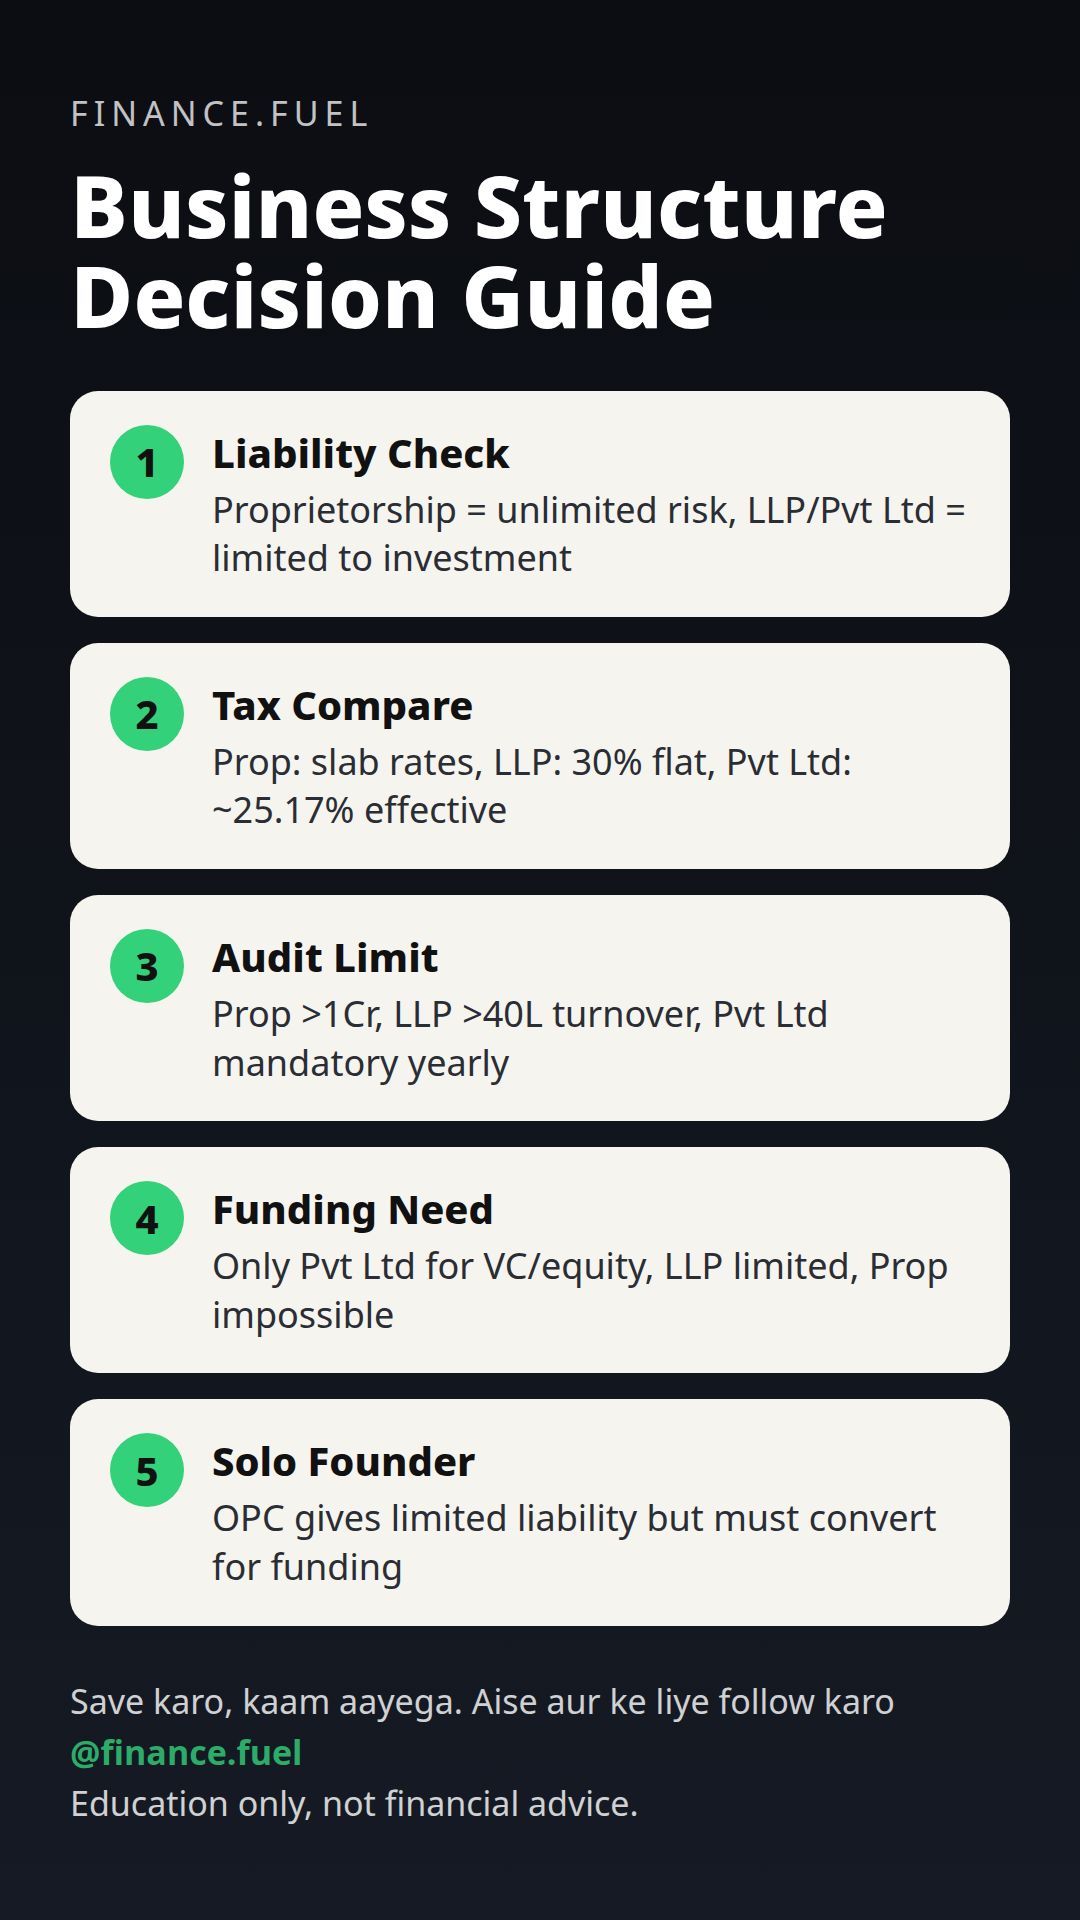 FINANCE.FUEL
Business Structure
Decision Guide
1
Liability Check
Proprietorship = unlimited risk, LLP/Pvt Ltd =
limited to investment
2
Tax Compare
Prop: slab rates, LLP: 30% flat, Pvt Ltd:
~25.17% effective
3
Audit Limit
Prop >1Cr, LLP >40L turnover, Pvt Ltd
mandatory yearly
4
Funding Need
Only Pvt Ltd for VC/equity, LLP limited, Prop
impossible
5
Solo Founder
OPC gives limited liability but must convert
for funding
Save karo, kaam aayega. Aise aur ke liye follow karo
@finance.fuel
Education only, not financial advice.